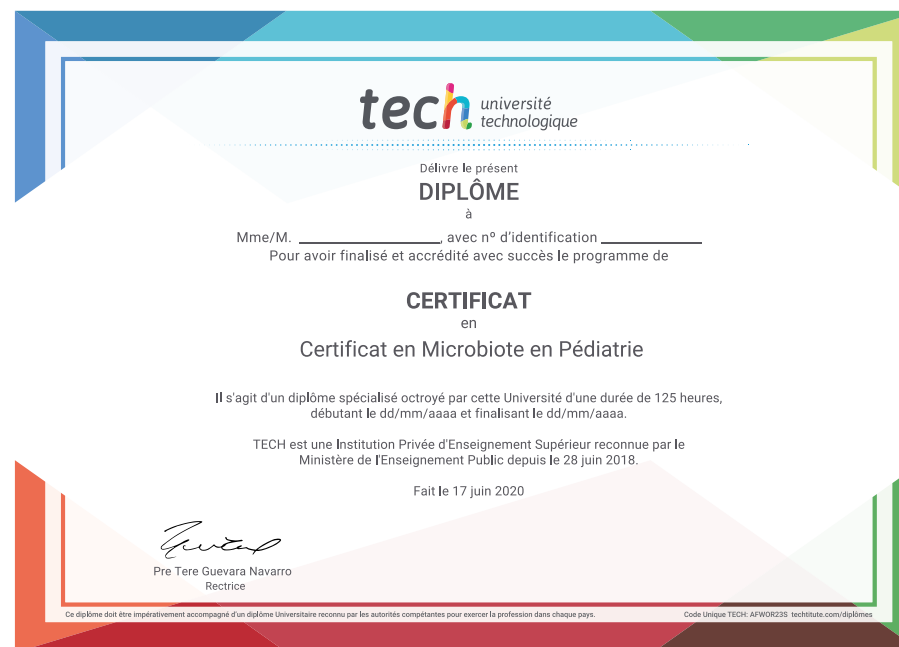 tech université
technologique
Délivre le présent
DIPLÔME
à
Mme/M. ____________________, avec nº d'identification ______________
Pour avoir finalisé et accrédité avec succès le programme de
CERTIFICAT
en
Certificat en Microbiote en Pédiatrie
Il s'agit d'un diplôme spécialisé octroyé par cette Université d'une durée de 125 heures,
débutant le dd/mm/aaaa et finalisant le dd/mm/aaaa.
TECH est une Institution Privée d'Enseignement Supérieur reconnue par le
Ministère de l'Enseignement Public depuis le 28 juin 2018.
Fait le 17 juin 2020
Pre Tere Guevara Navarro
Rectrice
Ce diplôme doit être impérativement accompagné d'un diplôme Universitaire reconnu par les autorités compétantes pour exercer la profession dans chaque pays.
Code Unique TECH: AFWOR23S techtitute.com/diplômes